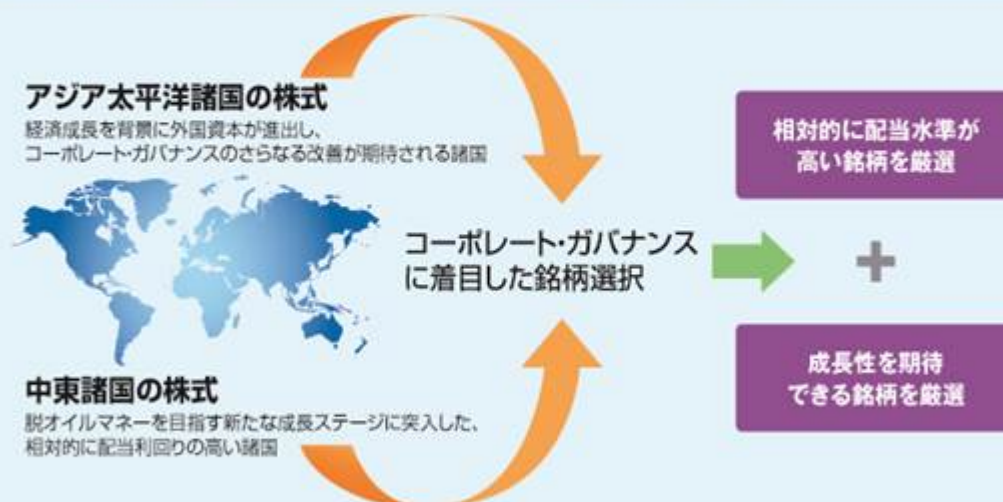 アジア太平洋諸国の株式
経済成長を背景に外国資本が進出し、
コーポレート・ガバナンスのさらなる改善が期待される諸国
コーポレート・ガバナンス
に着目した銘柄選択
中東諸国の株式
脱オイルマネーを目指す新たな成長ステージに突入した、
相対的に配当利回りの高い諸国
相対的に配当水準が
高い銘柄を厳選
+
成長性を期待
できる銘柄を厳選